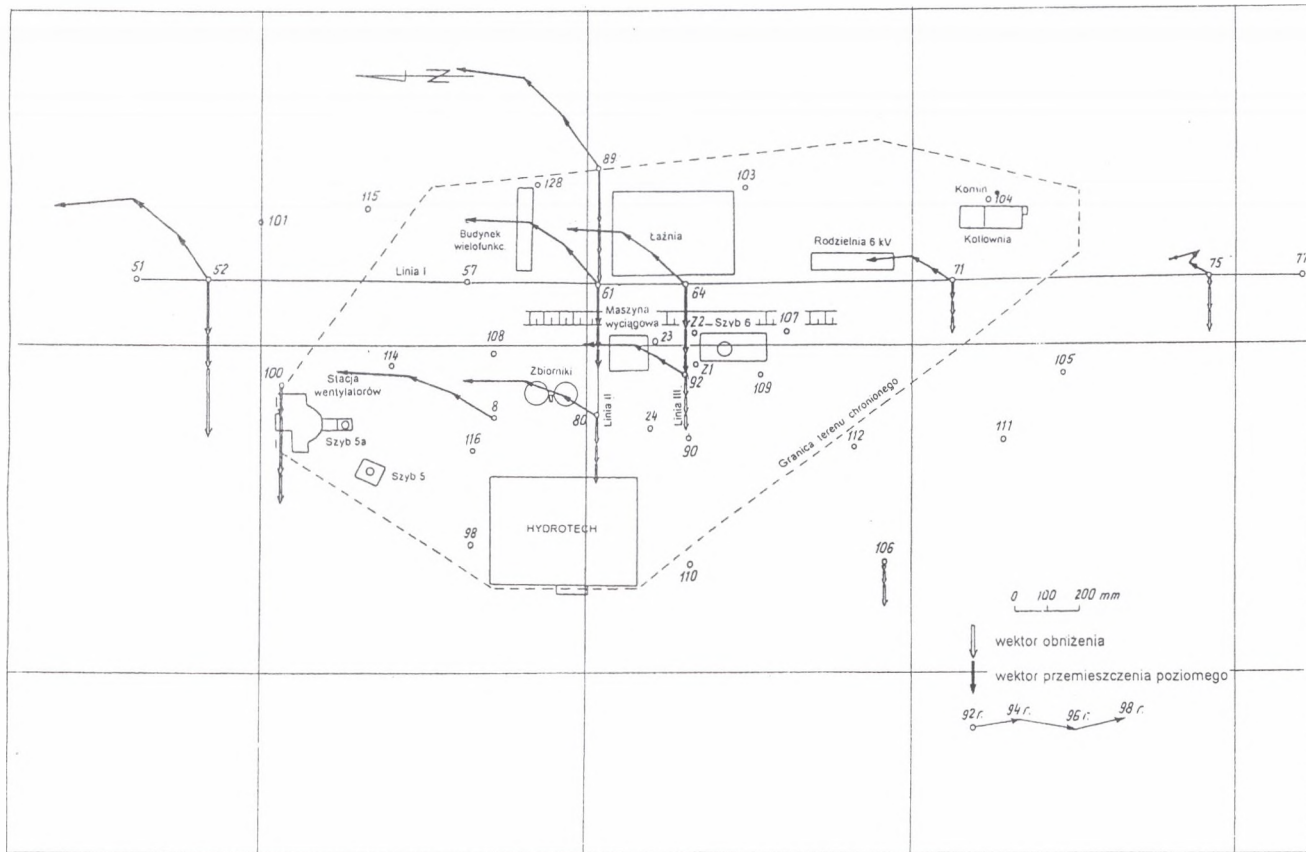 N
89
128
103
Komin
104
115
101
Budynek
wielofunkc.
Łaźnia
Rodzielnia 6 kV
Kotłownia
51
52
Linia I
57
61
64
71
75
77
Maszyna
wyciągowa
Z2
Szyb 6
107
108
23
114
100
Stacja
wentylatorów
Zbiorniki
Z1
92
109
105
8
80
Linia II
24
Linia III
90
Szyb 5a
116
112
111
Granica terenu chronionego
Szyb 5
98
HYDROTECH
110
106
0 100 200 mm
wektor obniżenia
wektor przemieszczenia poziomego
92 r. 94 r. 96 r. 98 r.